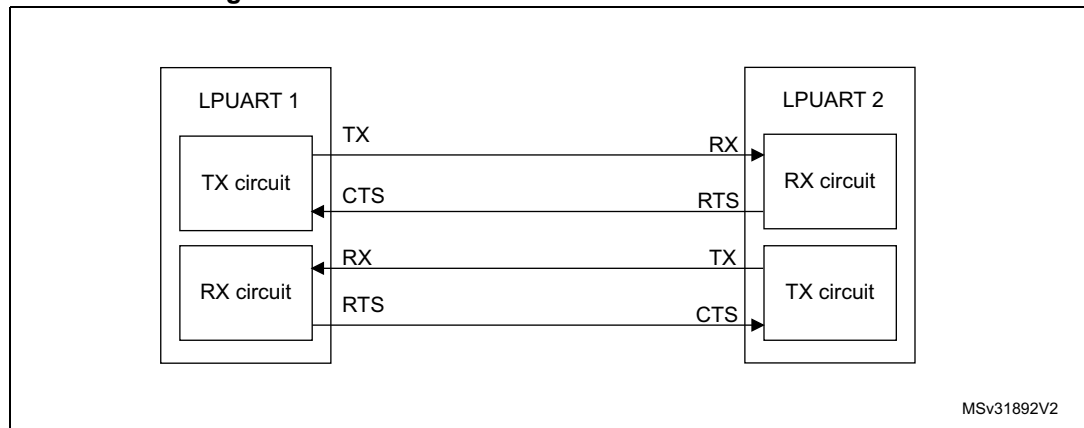 LPUART 1
LPUART 2
TX
RX
TX circuit
RX circuit
CTS
RTS
RX
TX
RX circuit
TX circuit
RTS
CTS
MSv31892V2